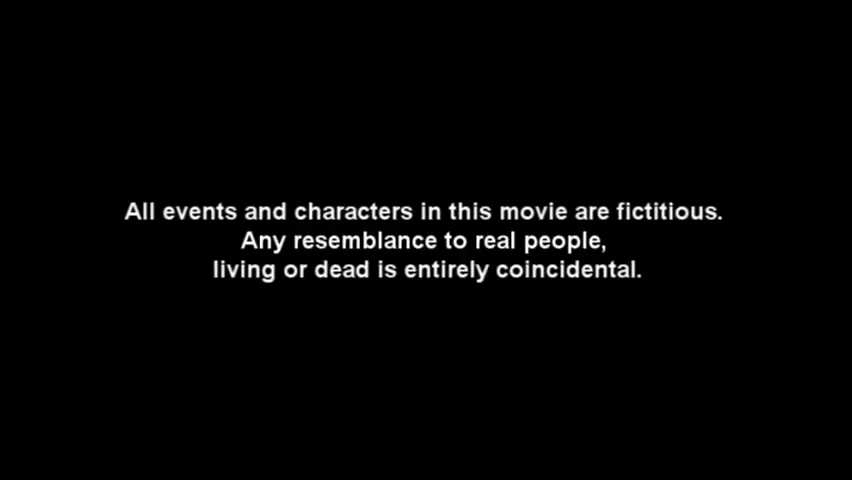 All events and characters in this movie are fictitious.
Any resemblance to real people,
living or dead is entirely coincidental.